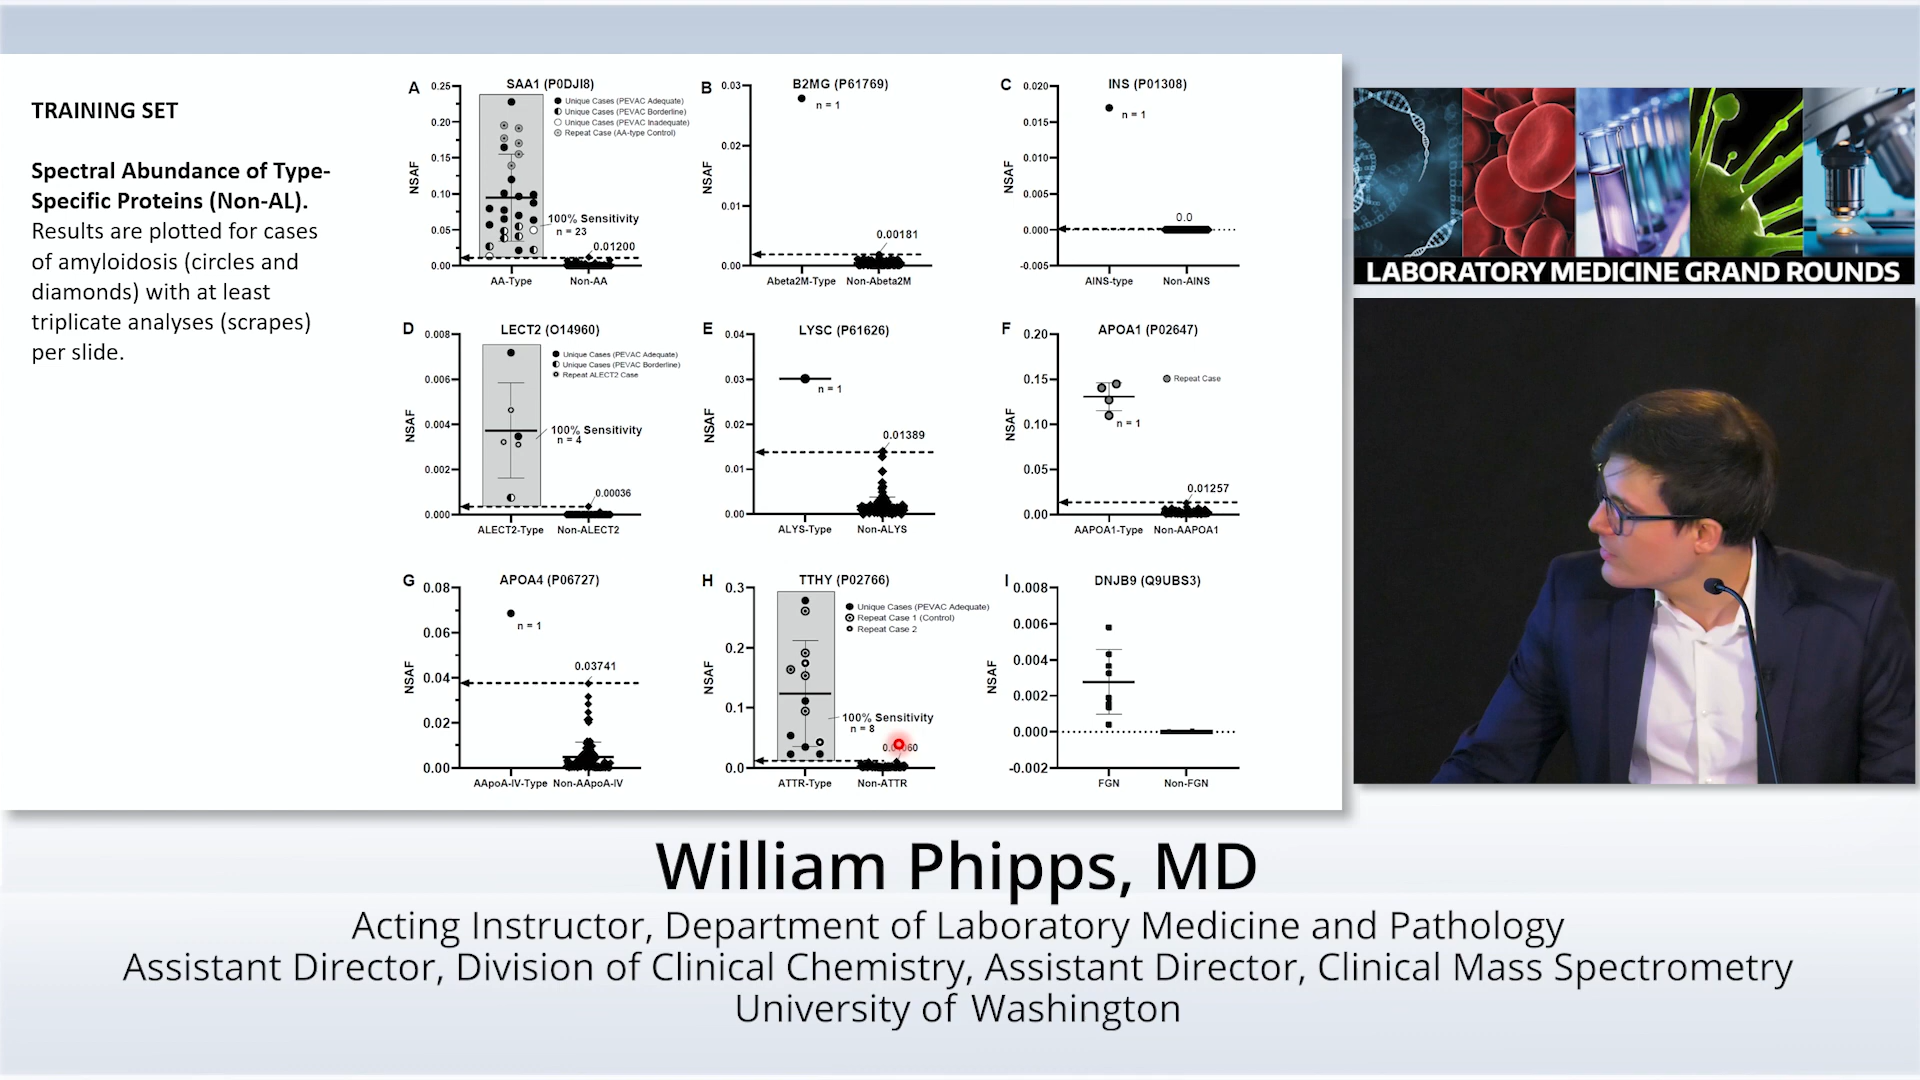 TRAINING SET
Spectral Abundance of Type-
Specific Proteins (Non-AL).
Results are plotted for cases
of amyloidosis (circles and
diamonds) with at least
triplicate analyses (scrapes)
per slide.
A
SAA1 (P0DJI8)
NSAF
0.25
0.20
0.15
0.10
0.05
0.00
Unique Cases (PEVAC Adequate)
Unique Cases (PEVAC Borderline)
Unique Cases (PEVAC Inadequate)
Repeat Case (AA-type Control)
100% Sensitivity
n = 23
0.01200
AA-Type
Non-AA
B
B2MG (P61769)
NSAF
0.03
0.02
0.01
0.00
n = 1
0.00181
Abeta2M-Type
Non-Abeta2M
C
INS (P01308)
NSAF
0.020
0.015
0.010
0.005
0.000
-0.005
n = 1
0.0
AINS-type
Non-AINS
D
LECT2 (O14960)
NSAF
0.008
0.006
0.004
0.002
0.000
Unique Cases (PEVAC Adequate)
Unique Cases (PEVAC Borderline)
Repeat ALECT2 Case
100% Sensitivity
n = 4
0.00036
ALECT2-Type
Non-ALECT2
E
LYSC (P61626)
NSAF
0.04
0.03
0.02
0.01
0.00
n = 1
0.01389
ALYS-Type
Non-ALYS
F
APOA1 (P02647)
NSAF
0.20
0.15
0.10
0.05
0.00
Repeat Case
n = 1
0.01257
AAPOA1-Type
Non-AAPOA1
G
APOA4 (P06727)
NSAF
0.08
0.06
0.04
0.02
0.00
n = 1
0.03741
AApoA-IV-Type
Non-AApoA-IV
H
TTHY (P02766)
NSAF
0.3
0.2
0.1
0.0
Unique Cases (PEVAC Adequate)
Repeat Case 1 (Control)
Repeat Case 2
100% Sensitivity
n = 8
ATTR-Type
Non-ATTR
I
DNJB9 (Q9UBS3)
NSAF
0.008
0.006
0.004
0.002
0.000
-0.002
FGN
Non-FGN
LABORATORY MEDICINE GRAND ROUNDS
William Phipps, MD
Acting Instructor, Department of Laboratory Medicine and Pathology
Assistant Director, Division of Clinical Chemistry, Assistant Director, Clinical Mass Spectrometry
University of Washington